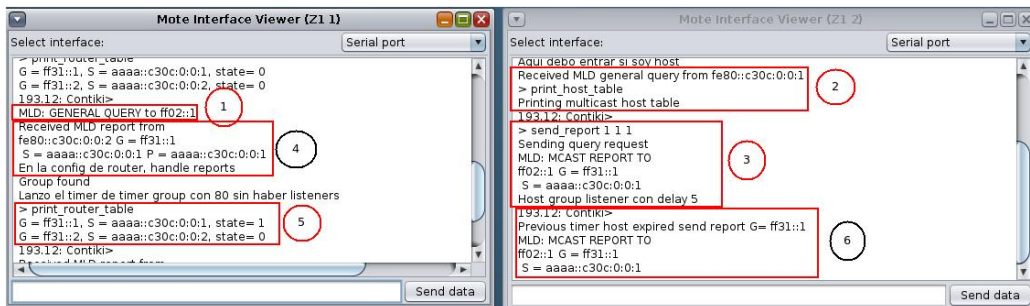 Mote Interface Viewer (Z1 1)
Select interface:
Serial port
> print_router_table
G = ff31::1, S = aaaa::c30c:0:0:1, state= 0
G = ff31::2, S = aaaa::c30c:0:0:2, state= 0
193.12: Contiki>
MLD: GENERAL QUERY to ff02::1
1
Received MLD report from
fe80::c30c:0:0:2 G = ff31::1
S = aaaa::c30c:0:0:1 P = aaaa::c30c:0:0:1
En la config de router, handle reports
4
Group found
Lanzo el timer de timer group con 80 sin haber listeners
> print_router_table
G = ff31::1, S = aaaa::c30c:0:0:1, state= 1
G = ff31::2, S = aaaa::c30c:0:0:2, state= 0
5
193.12: Contiki>
Received MLD report from
Send data
Mote Interface Viewer (Z1 2)
Select interface:
Serial port
Aqui debo entrar si soy host
Received MLD general query from fe80::c30c:0:0:1
> print_host_table
Printing multicast host table
2
193.12: Contiki>
> send_report 1 1 1
Sending query request
MLD: MCAST REPORT TO
ff02::1 G = ff31::1
S = aaaa::c30c:0:0:1
Host group listener con delay 5
3
193.12: Contiki>
Previous timer host expired send report G= ff31::1
MLD: MCAST REPORT TO
ff02::1 G = ff31::1
S = aaaa::c30c:0:0:1
6
Send data